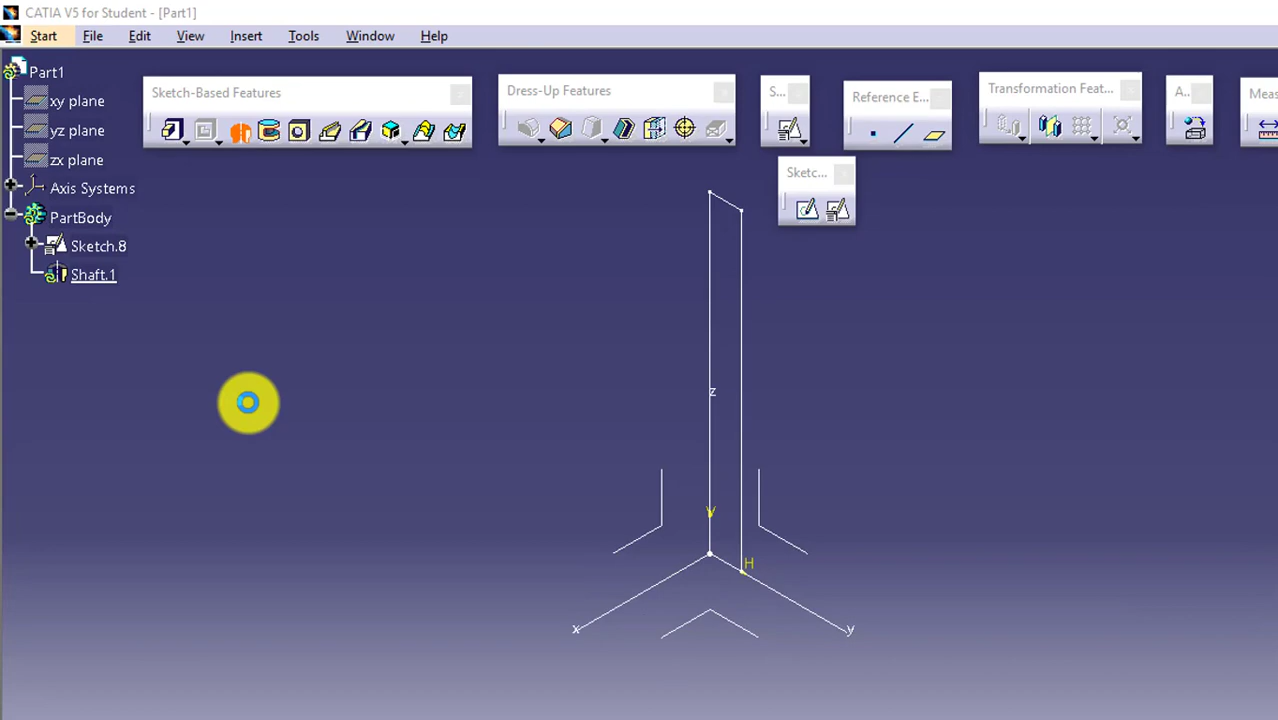 CATIA V5 for Student - [Part1]
Start File Edit View Insert Tools Window Help
Part1
xy plane
yz plane
zx plane
Axis Systems
PartBody
Sketch.8
Shaft.1
Sketch-Based Features
Dress-Up Features
S...
Reference E...
Transformation Feat...
A...
Meas
Sketc...
z
V
H
x
y